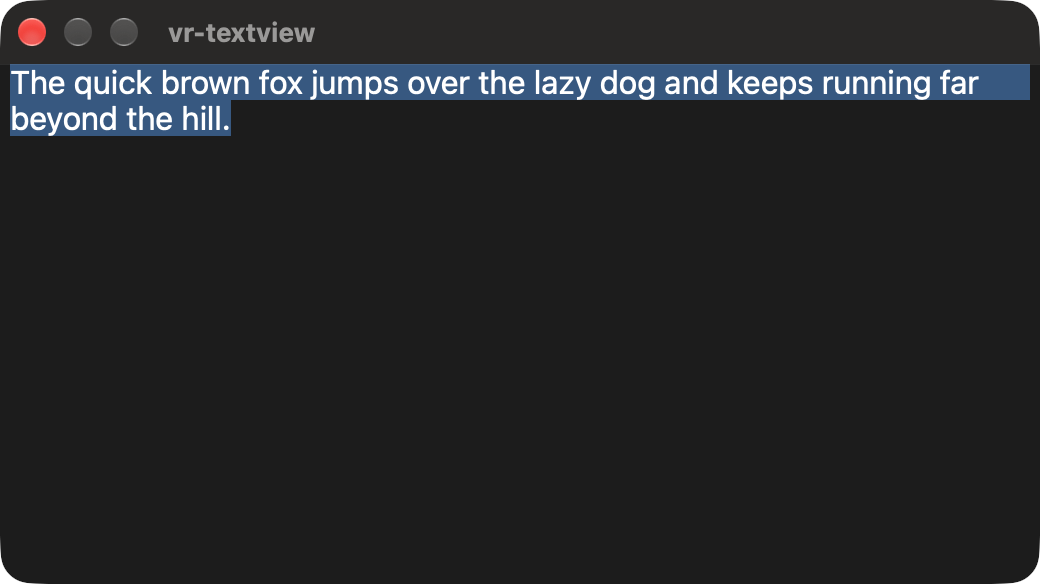 vr-textview
The quick brown fox jumps over the lazy dog and keeps running far
beyond the hill.